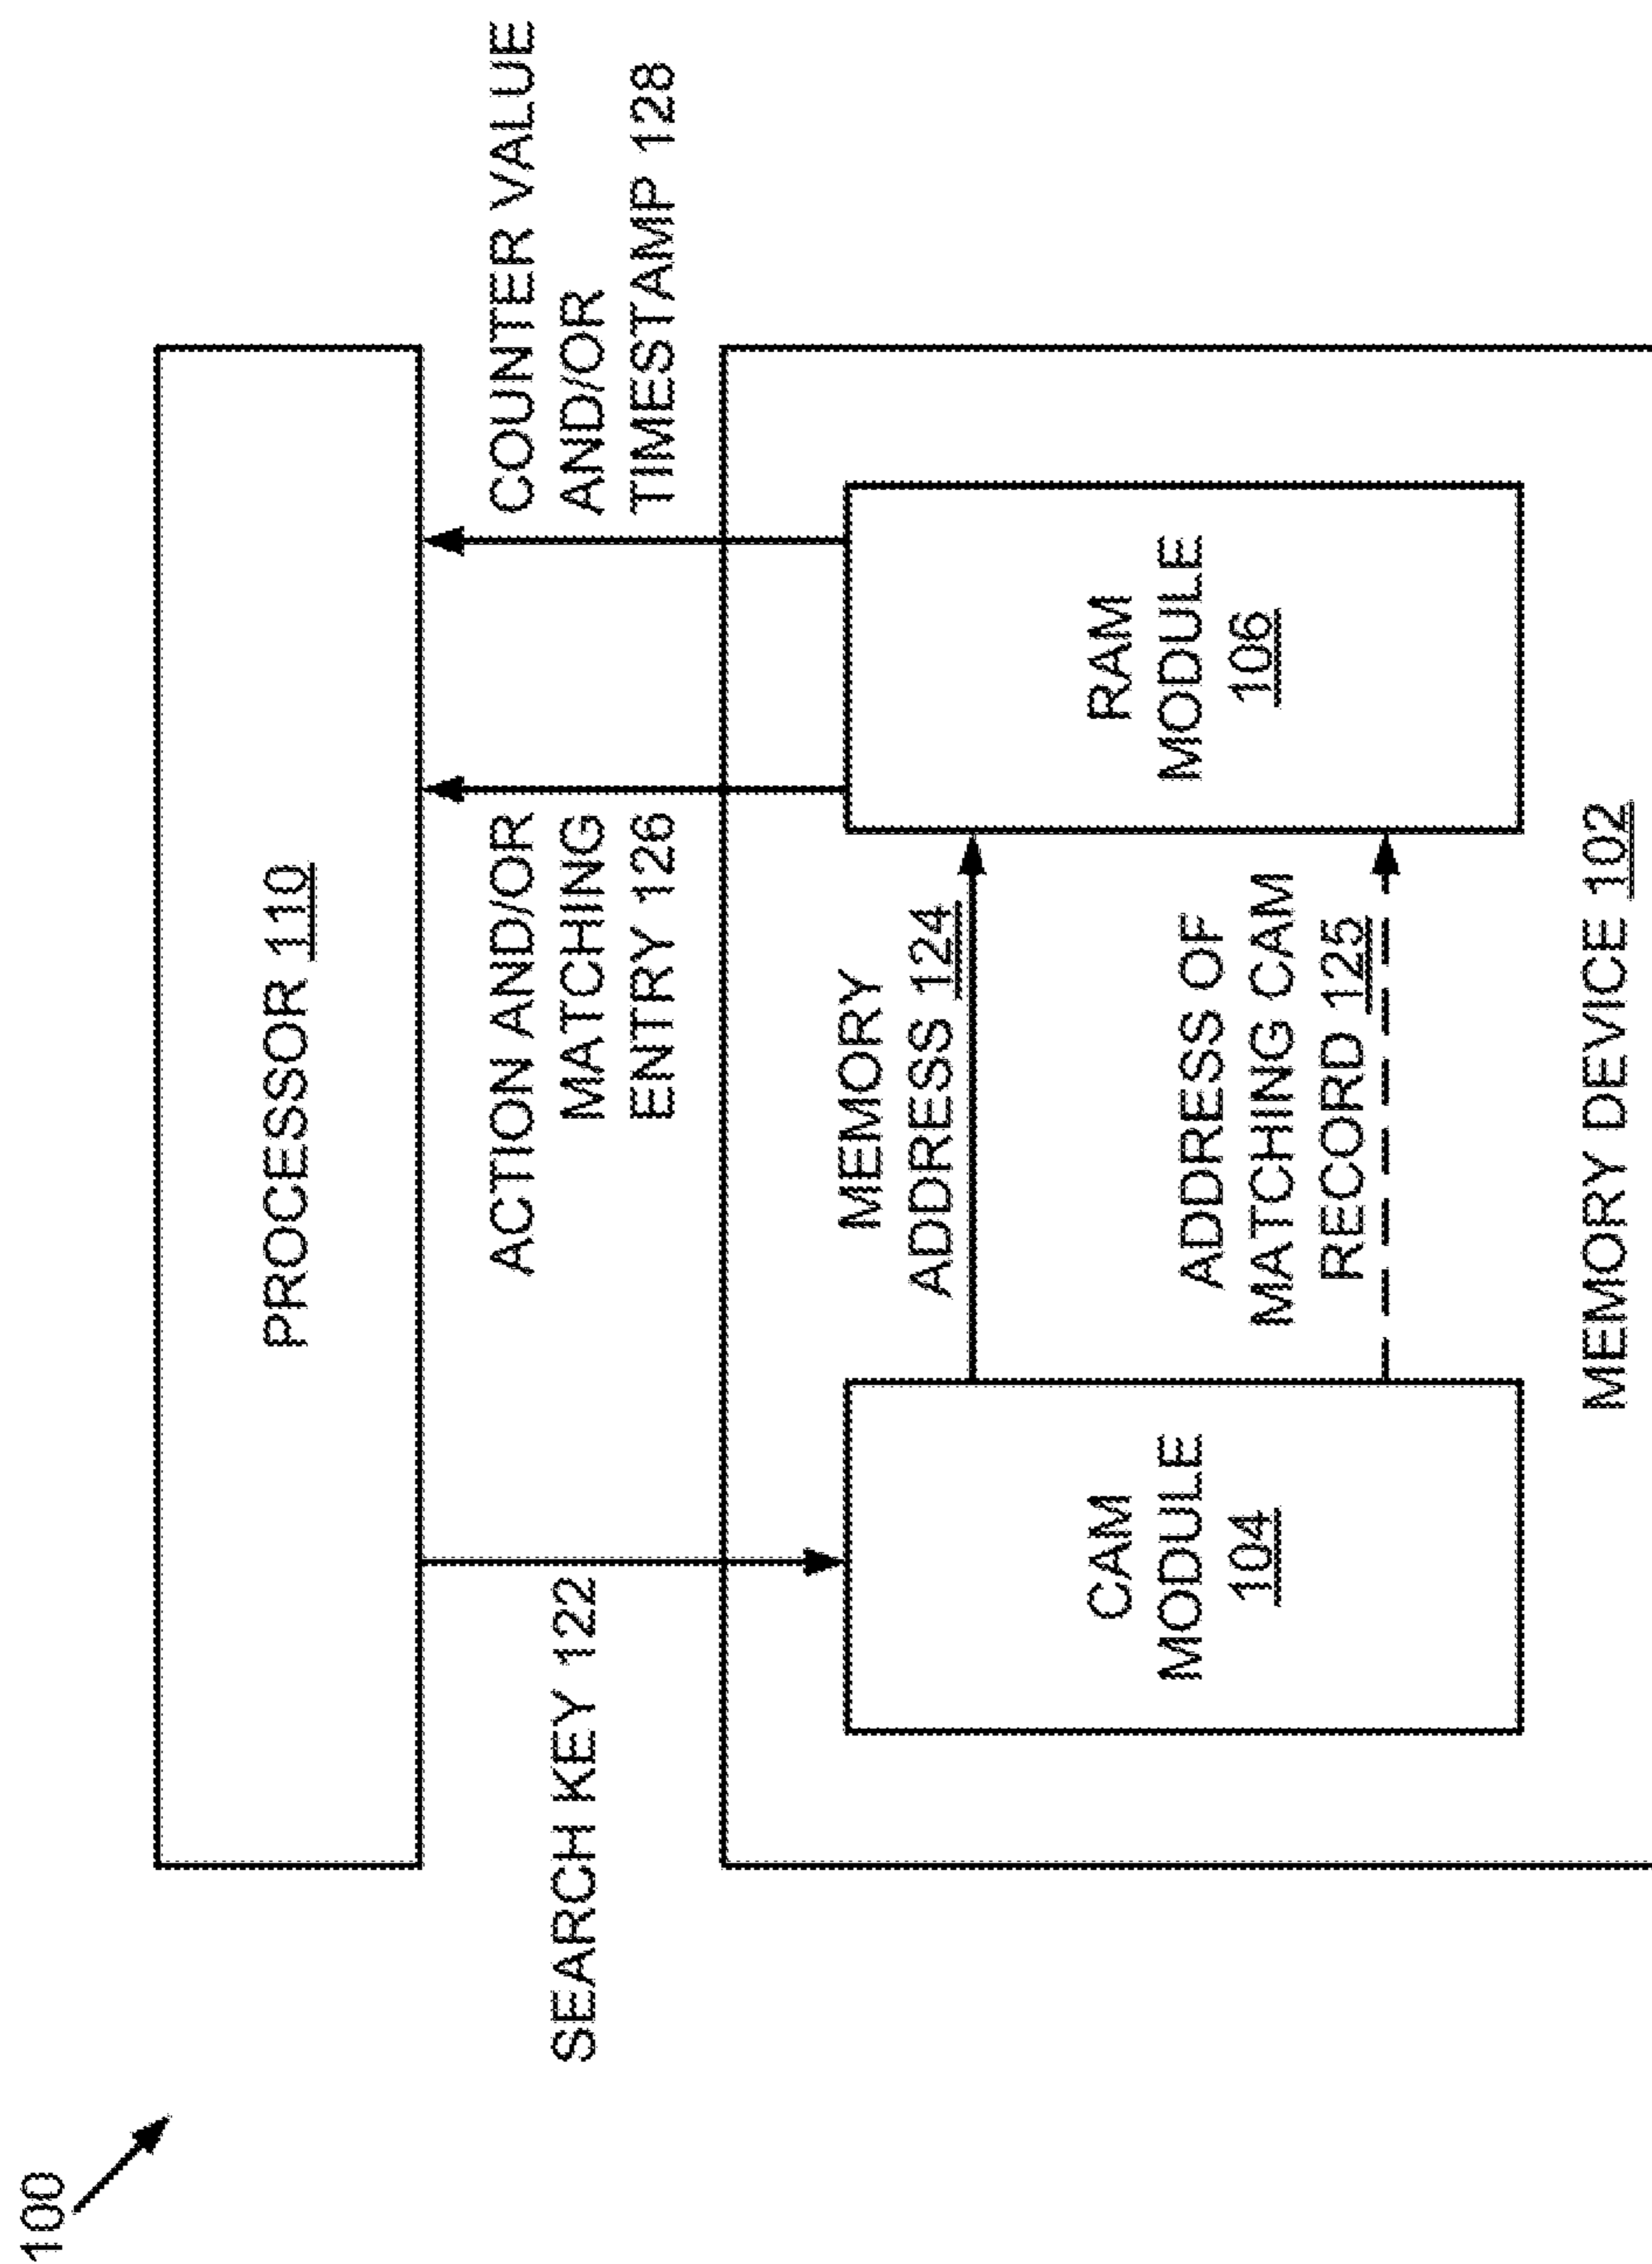 100
PROCESSOR 110
SEARCH KEY 122
ACTION AND/OR
MATCHING
ENTRY 126
COUNTER VALUE
AND/OR
TIMESTAMP 128
CAM
MODULE
104
MEMORY
ADDRESS 124
ADDRESS OF
MATCHING CAM
RECORD 125
RAM
MODULE
106
MEMORY DEVICE 102